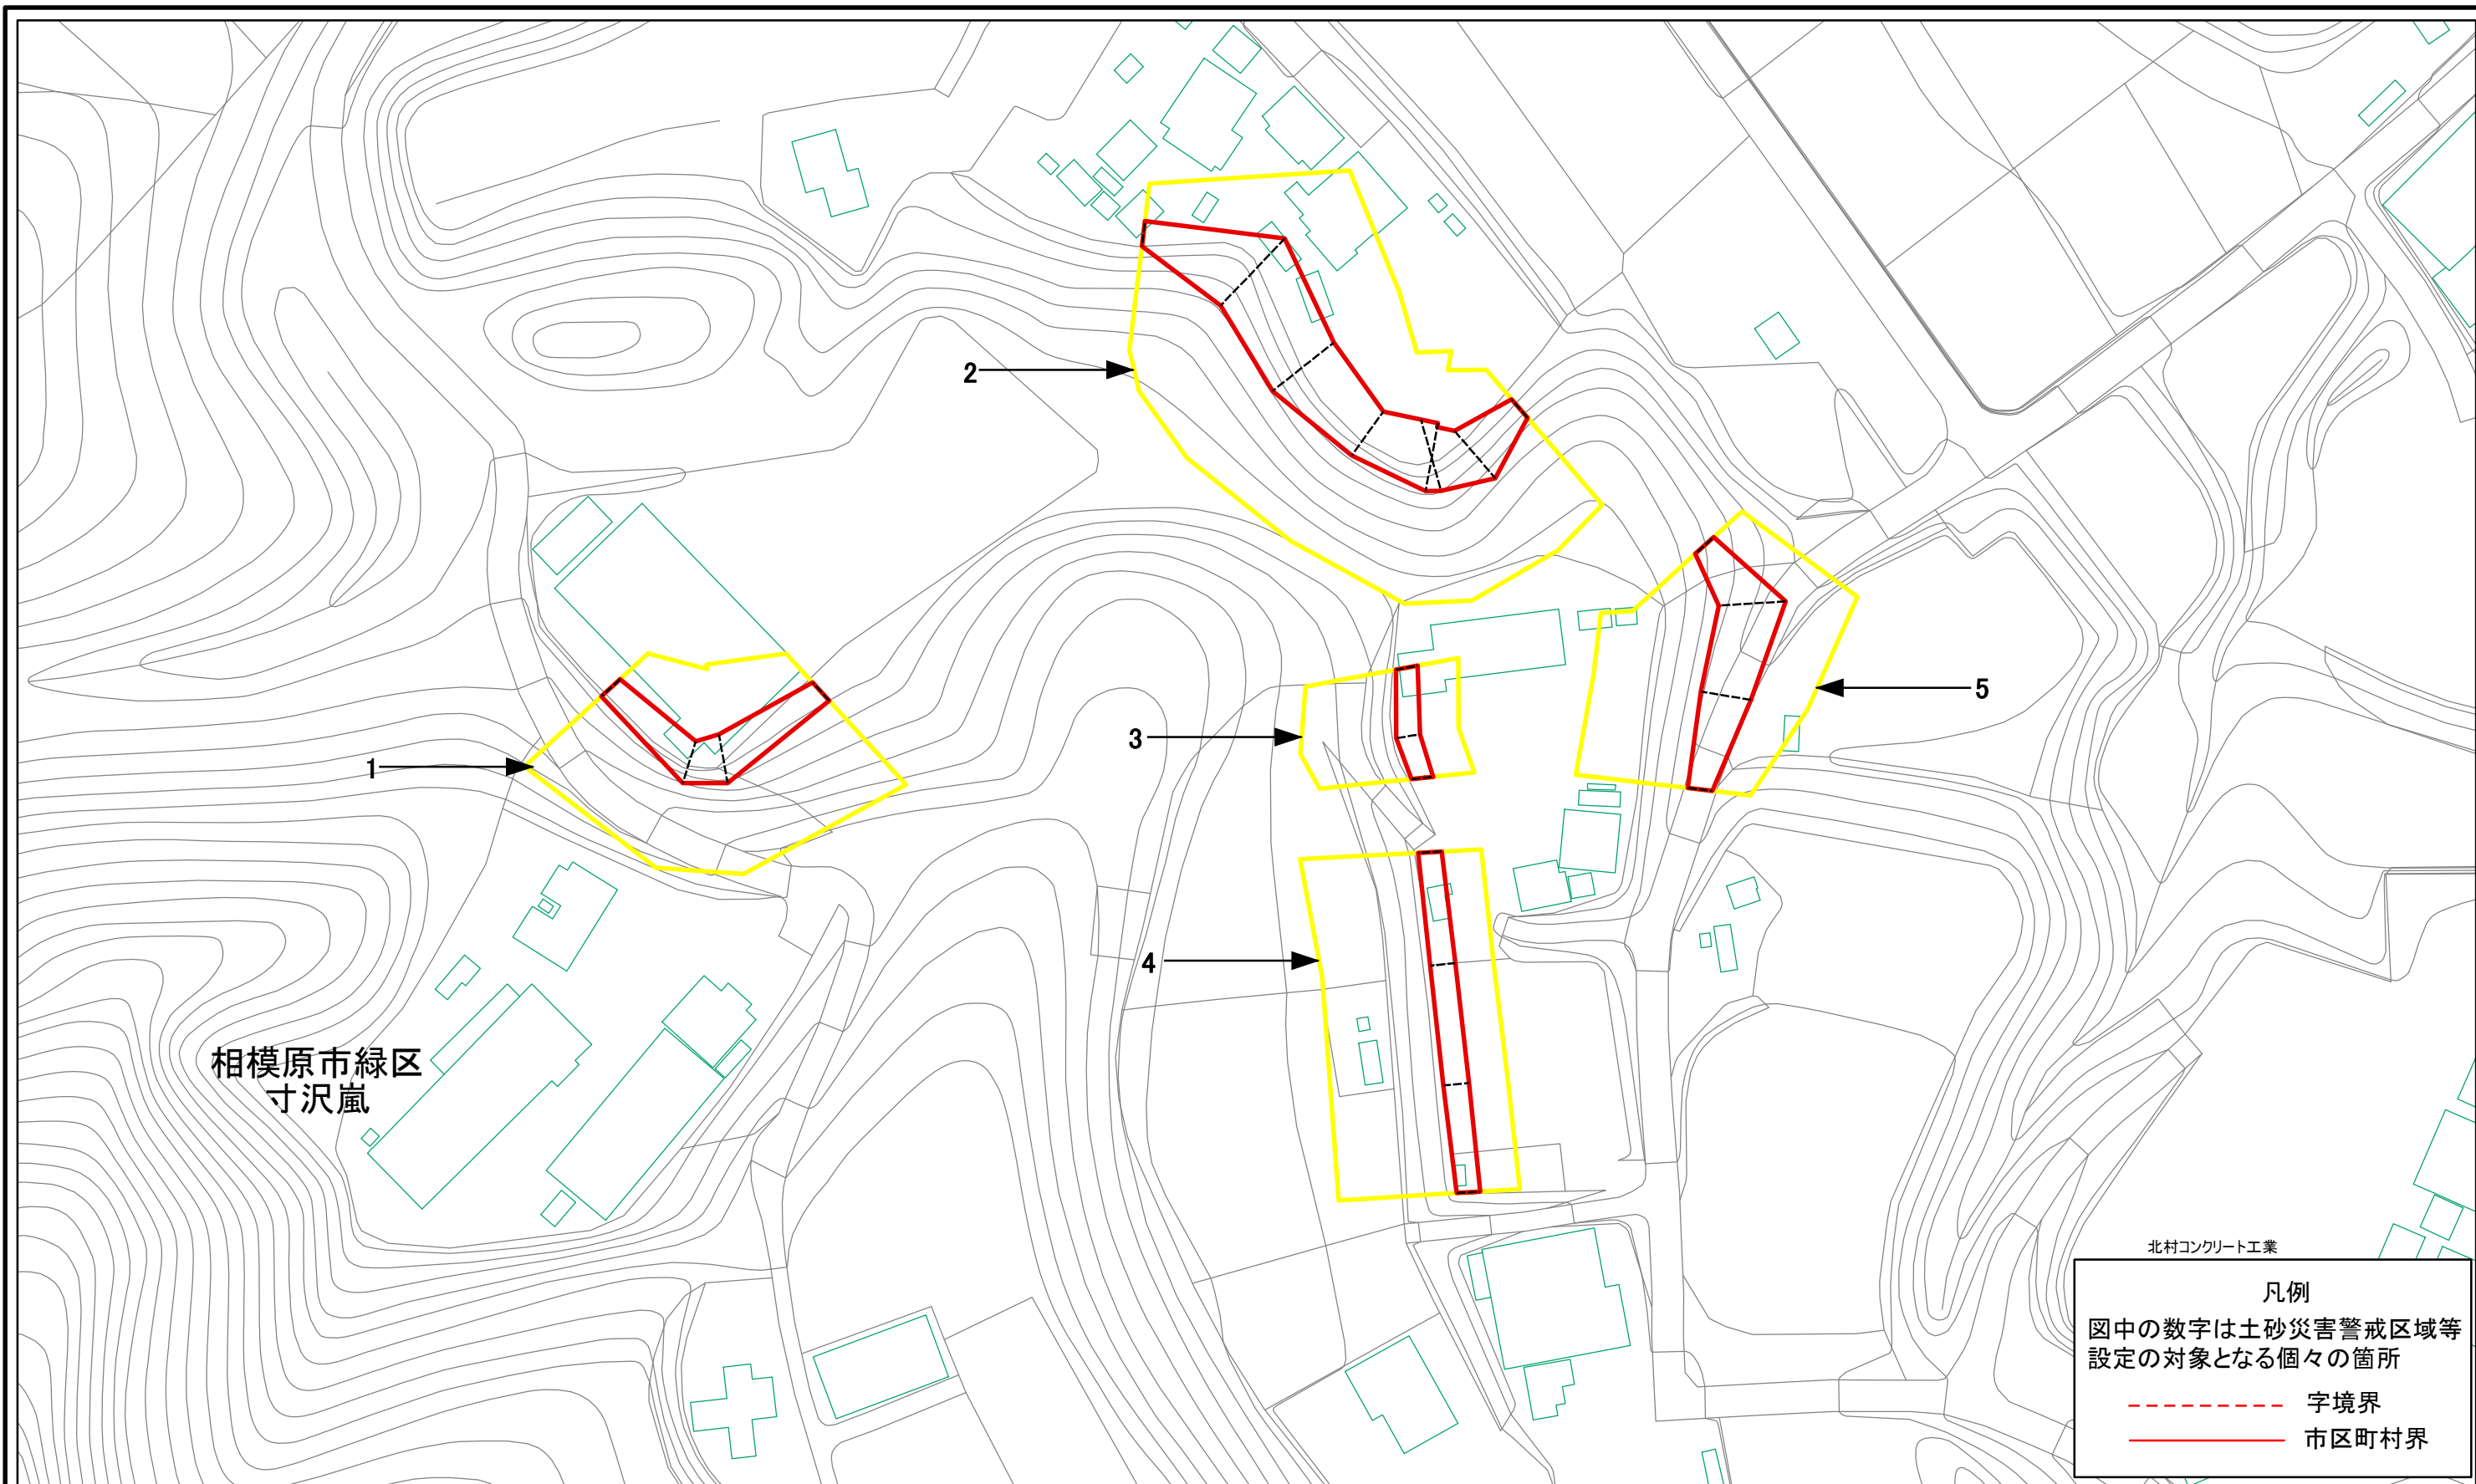 2
1
3
5
4
相模原市緑区
寸沢嵐
北村コンクリート工業
凡例
図中の数字は土砂災害警戒区域等
設定の対象となる個々の箇所
字境界
市区町村界